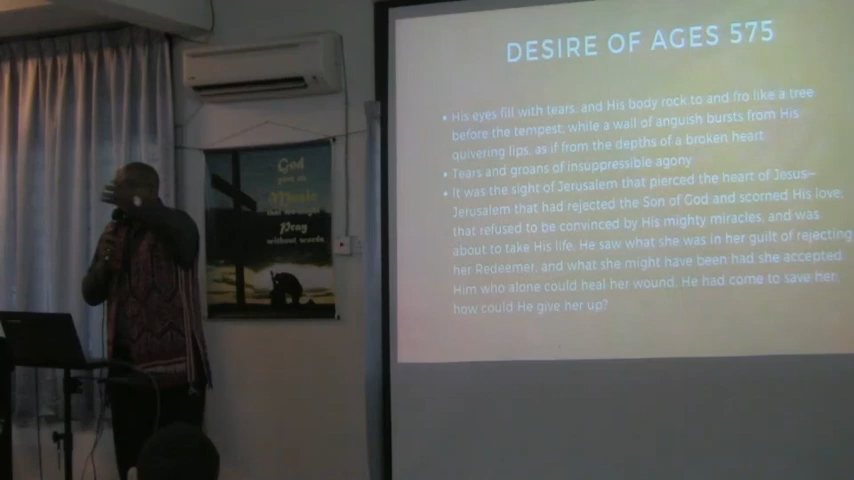 DESIRE OF AGES 575
• His eyes fill with tears, and His body rock to and fro like a tree
before the tempest, while a wail of anguish bursts from His
quivering lips, as if from the depths of a broken heart
• Tears and groans of insuppressible agony
• It was the sight of Jerusalem that pierced the heart of Jesus—
Jerusalem that had rejected the Son of God and scorned His love,
that refused to be convinced by His mighty miracles, and was
about to take His life. He saw what she was in her guilt of rejecting
her Redeemer, and what she might have been had she accepted
Him who alone could heal her wound. He had come to save her;
how could He give her up?
God
gave us
Music
that we might
Pray
without words